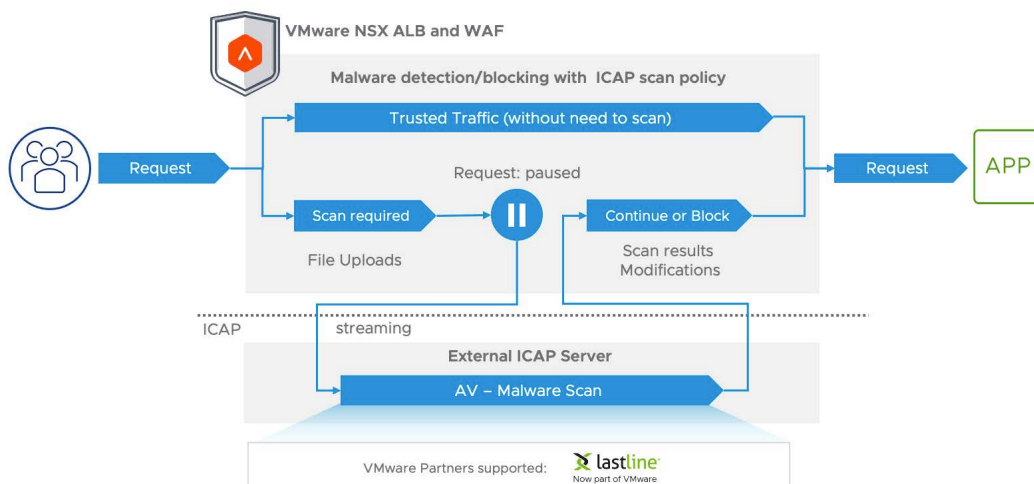 VMware NSX ALB and WAF
Malware detection/blocking with ICAP scan policy
Trusted Traffic (without need to scan)
Request
Request: paused
Request
APP
Scan required
Continue or Block
File Uploads
Scan results
Modifications
ICAP
streaming
External ICAP Server
AV – Malware Scan
VMware Partners supported:
lastline
Now part of VMware